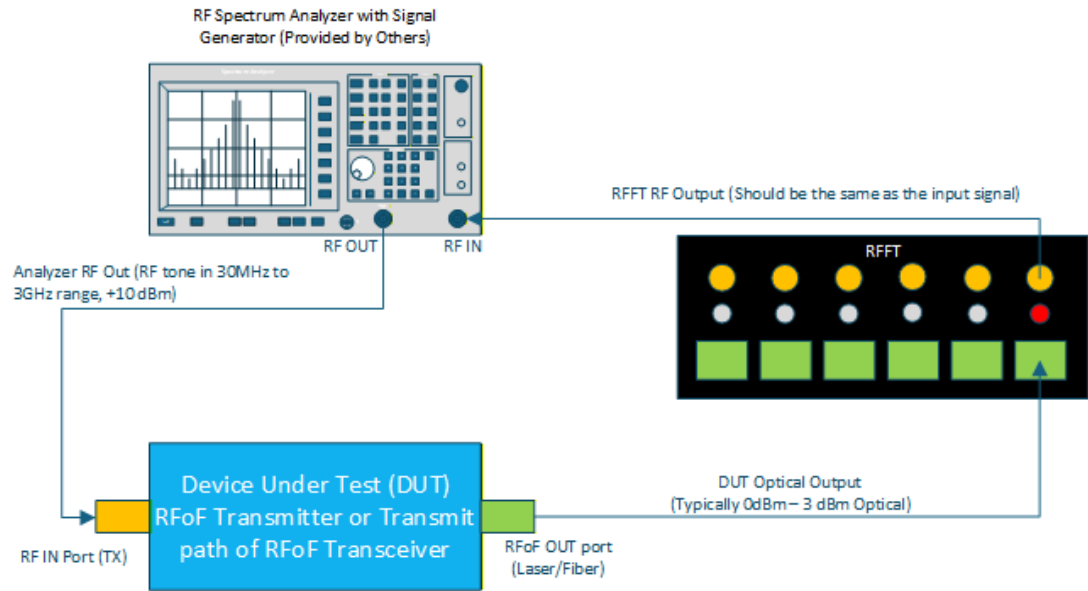 RF Spectrum Analyzer with Signal
Generator (Provided by Others)
RFFT RF Output (Should be the same as the input signal)
RF OUT
RF IN
RFFT
Analyzer RF Out (RF tone in 30MHz to
3GHz range, +10 dBm)
Device Under Test (DUT)
RFoF Transmitter or Transmit
path of RFoF Transceiver
DUT Optical Output
(Typically 0dBm – 3 dBm Optical)
RF IN Port (TX)
RFoF OUT port
(Laser/Fiber)